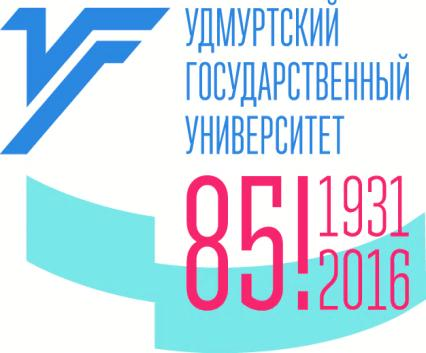 УДМУРТСКИЙ
ГОСУДАРСТВЕННЫЙ
УНИВЕРСИТЕТ
85! 1931
2016